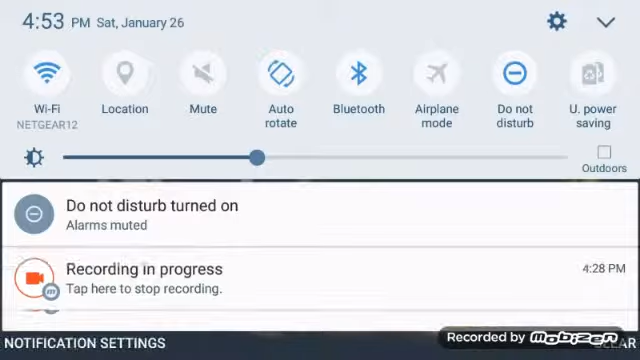 4:53 PM Sat, January 26
Wi-Fi
NETGEAR12
Location
Mute
Auto
rotate
Bluetooth
Airplane
mode
Do not
disturb
U. power
saving
Outdoors
Do not disturb turned on
Alarms muted
Recording in progress
4:28 PM
Tap here to stop recording.
NOTIFICATION SETTINGS
CLEAR
Recorded by mobizen